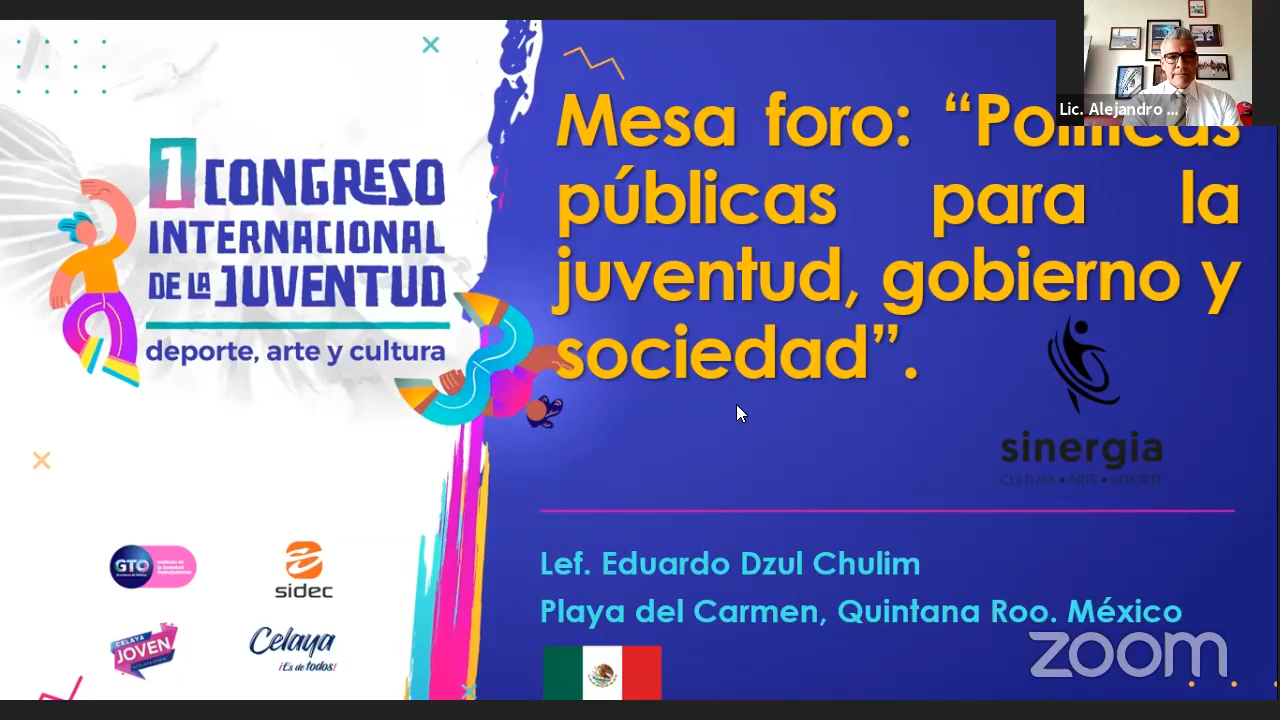 1 CONGRESO
INTERNACIONAL
DE LA JUVENTUD
deporte, arte y cultura
GTO
sidec
CELAYA
JOVEN
Celaya
¡Es de todos!
Lic. Alejandro ...
Mesa foro: “Políticas
públicas para la
juventud, gobierno y
sociedad”.
sinergia
CULTURA • ARTE • DEPORTE
Lef. Eduardo Dzul Chulim
Playa del Carmen, Quintana Roo. México
zoom